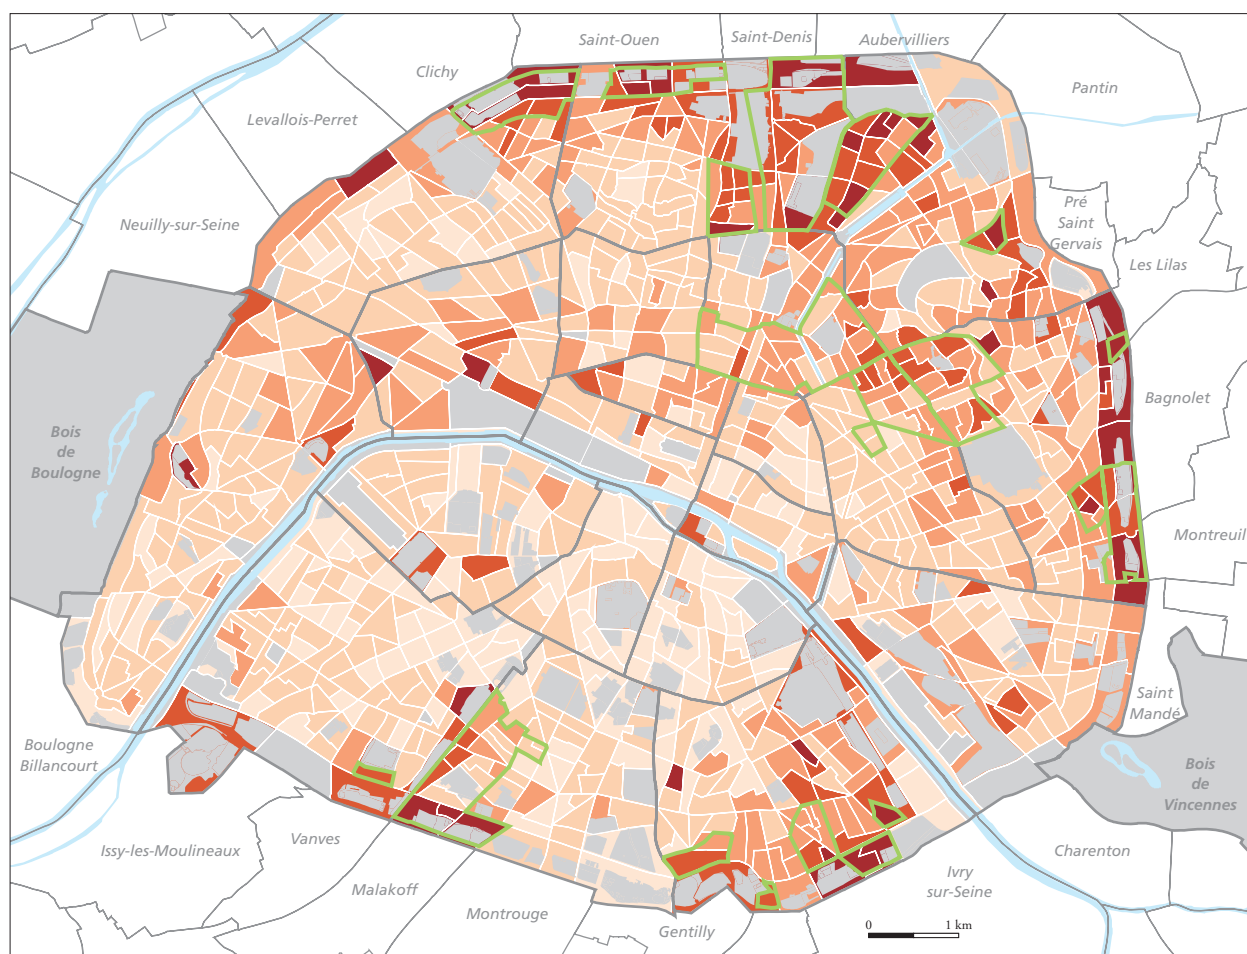 Saint-Ouen
Saint-Denis
Aubervilliers
Clichy
Pantin
Levallois-Perret
Neuilly-sur-Seine
Pré
Saint
Gervais
Les Lilas
Bagnolet
Bois
de
Boulogne
Montreuil
Saint
Mandé
Boulogne
Billancourt
Bois
de
Vincennes
Issy-les-Moulineaux
Vanves
Charenton
Malakoff
Ivry
sur-Seine
Montrouge
Gentilly
0 1 km